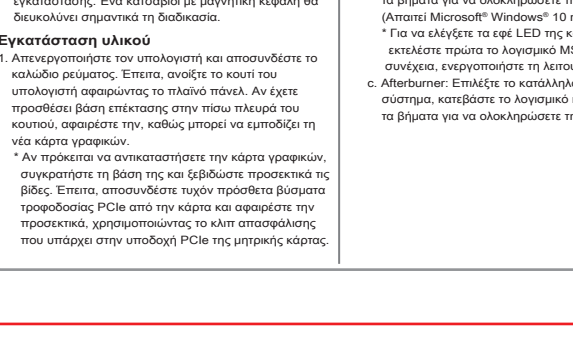 εγκατάστασης. Ένα κατσαβίδι με μαγνητική κεφαλή θα
διευκολύνει σημαντικά τη διαδικασία.
Εγκατάσταση υλικού
1. Απενεργοποιήστε τον υπολογιστή και αποσυνδέστε το
καλώδιο ρεύματος. Έπειτα, ανοίξτε το κουτί του
υπολογιστή αφαιρώντας το πλαϊνό πάνελ. Αν έχετε
προσθέσει βάση επέκτασης στην πίσω πλευρά του
κουτιού, αφαιρέστε την, καθώς μπορεί να εμποδίζει τη
νέα κάρτα γραφικών.
* Αν πρόκειται να αντικαταστήσετε την κάρτα γραφικών,
συγκρατήστε τη βάση της και ξεβιδώστε προσεκτικά τις
βίδες. Έπειτα, αποσυνδέστε τυχόν πρόσθετα βύσματα
τροφοδοσίας PCIe από την κάρτα και αφαιρέστε την
προσεκτικά, χρησιμοποιώντας το κλιπ απασφάλισης
που υπάρχει στην υποδοχή PCIe της μητρικής κάρτας.
τα βήματα για να ολοκληρώσετε
(Απαιτεί Microsoft® Windows® 10
* Για να ελέγξετε τα εφέ LED της
εκτελέστε πρώτα το λογισμικό
συνέχεια, ενεργοποιήστε τη
c. Afterburner: Επιλέξτε το
σύστημα, κατεβάστε το λογισμικό
τα βήματα για να ολοκληρώσετε